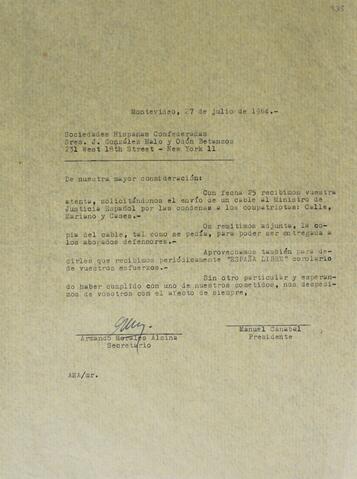 Montevideo, 27 de julio de 1964.-
Sociedades Hispanas Confederadas
Sres. J. González Malo y Odón Betanzos
231 West 18th Street - New York 11
De nuestra mayor consideración:
Con fecha 25 recibimos vuestra
atenta, solicitándonos el envío de un cable al Ministro de
Justicia Español por las condenas a los compatriotas: Calle,
Mariano y Cases.-
Os remitimos adjunta, la co-
pia del cable, tal como se pedía, para poder ser entregada a
los abogados defensores.-
Aprovechamos también para de-
cirles que recibimos periódicamente "ESPAÑA LIBRE" corolario
de vuestros esfuerzos.-
Sin otro particular y esperan-
do haber cumplido con uno de nuestros cometidos, nos despedi-
mos de vosotros con el afecto de siempre,
Armando Morales Alcina
Secretario
Manuel Canabal
Presidente
AMA/mr.